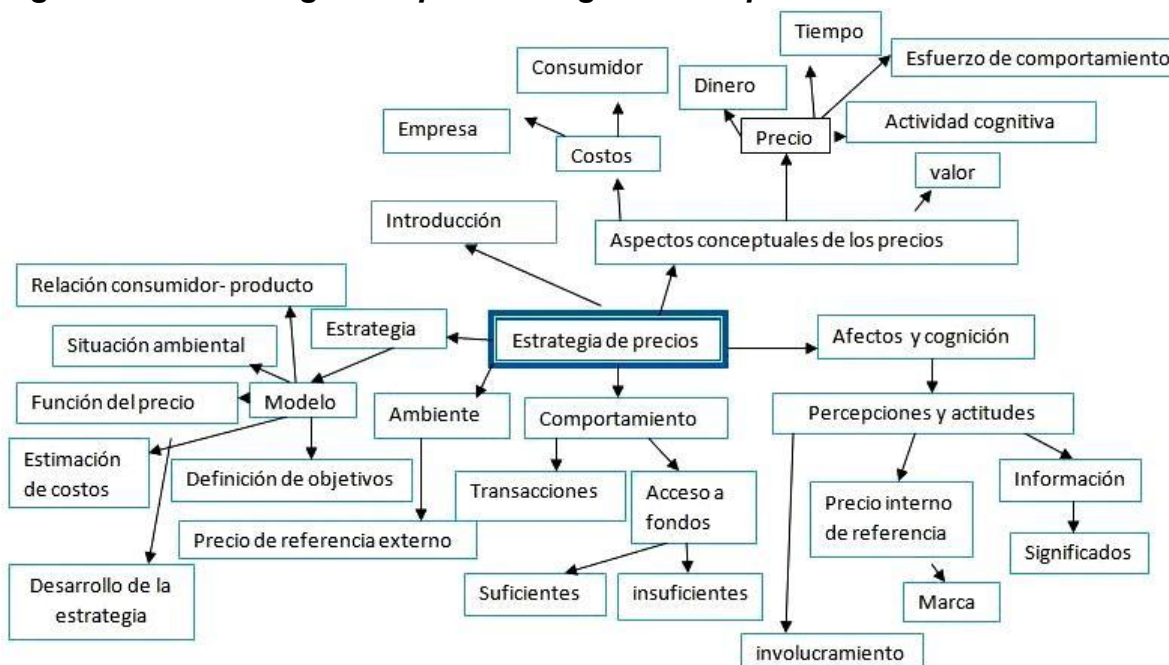 Tiempo
Consumidor
Esfuerzo de comportamiento
Dinero
Empresa
Actividad cognitiva
Precio
Costos
valor
Introducción
Aspectos conceptuales de los precios
Relación consumidor- producto
Estrategia
Estrategia de precios
Afectos y cognición
Situación ambiental
Función del precio
Modelo
Ambiente
Comportamiento
Percepciones y actitudes
Estimación
de costos
Definición de objetivos
Transacciones
Acceso a
fondos
Precio interno
de referencia
Información
Precio de referencia externo
Significados
Desarrollo de la
estrategia
Suficientes
insuficientes
Marca
involucramiento